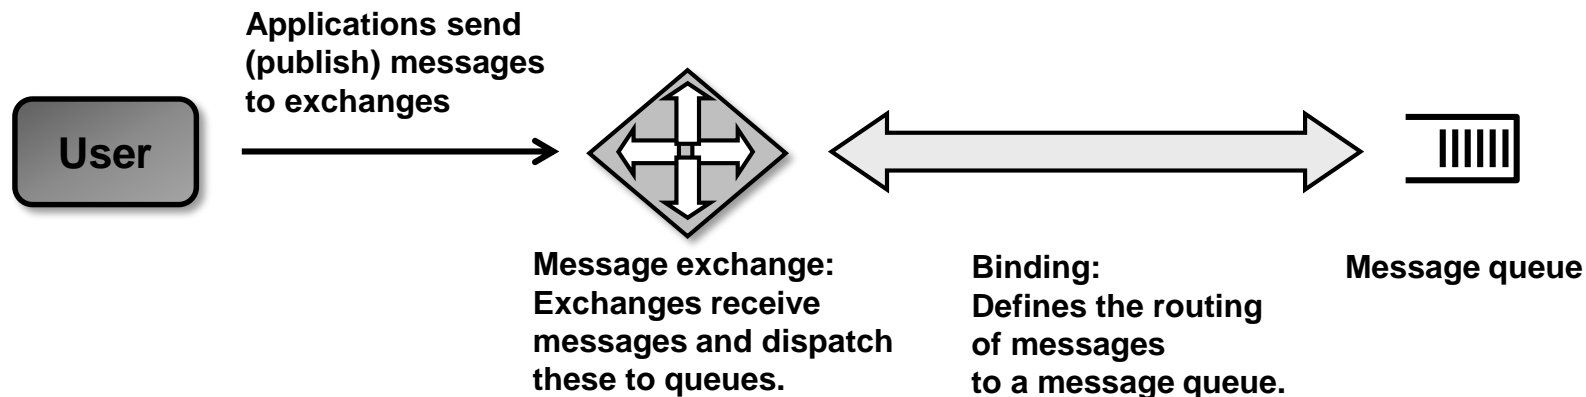 Applications send
(publish) messages
to exchanges
User
Message exchange:
Exchanges receive
messages and dispatch
these to queues.
Binding:
Defines the routing
of messages
to a message queue.
Message queue